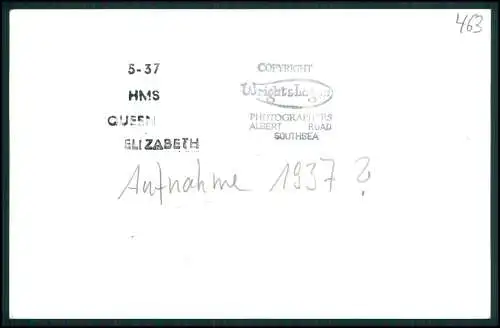 463
5-37
HMS
QUEEN
ELIZABETH
COPYRIGHT
Wright & Logan
PHOTOGRAPHERS
ALBERT ROAD
SOUTHSEA
Aufnahme 1937 ?